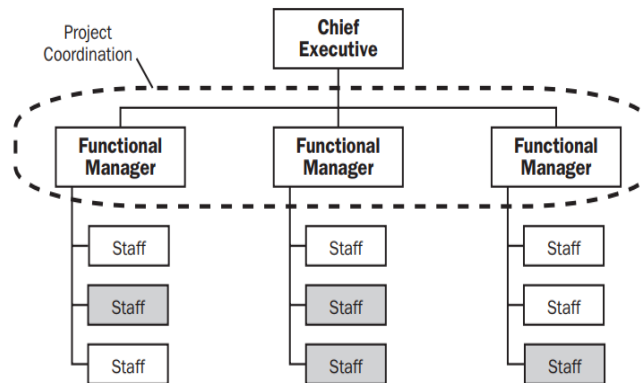 Project
Coordination
Chief
Executive
Functional
Manager
Functional
Manager
Functional
Manager
Staff
Staff
Staff
Staff
Staff
Staff
Staff
Staff
Staff